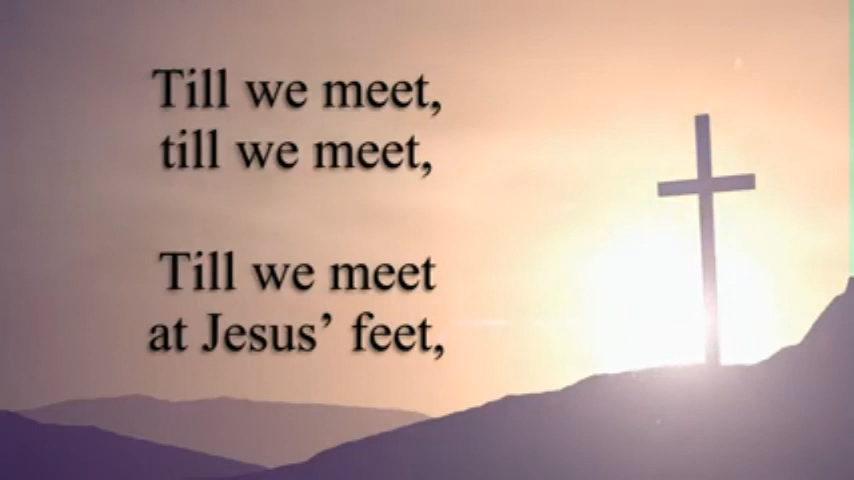 Till we meet,
till we meet,
Till we meet
at Jesus’ feet,